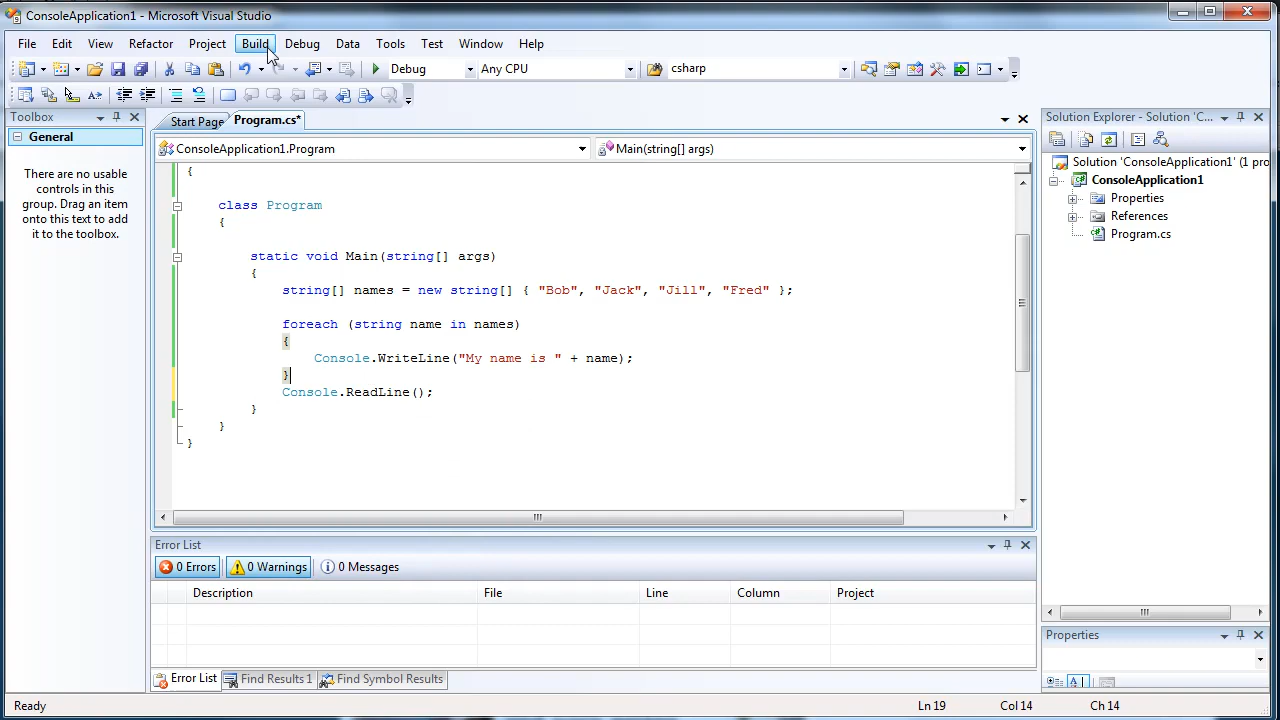 ConsoleApplication1 - Microsoft Visual Studio
File Edit View Refactor Project Build Debug Data Tools Test Window Help
Debug Any CPU csharp
Toolbox
General
There are no usable
controls in this
group. Drag an item
onto this text to add
it to the toolbox.
Start Page Program.cs*
ConsoleApplication1.Program Main(string[] args)
{
class Program
{
static void Main(string[] args)
{
string[] names = new string[] { "Bob", "Jack", "Jill", "Fred" };
foreach (string name in names)
{
Console.WriteLine("My name is " + name);
}
Console.ReadLine();
}
}
}
Error List
0 Errors 0 Warnings 0 Messages
Description File Line Column Project
Error List Find Results 1 Find Symbol Results
Solution Explorer - Solution 'C...
Solution 'ConsoleApplication1' (1 pro
ConsoleApplication1
Properties
References
Program.cs
Properties
Ready Ln 19 Col 14 Ch 14